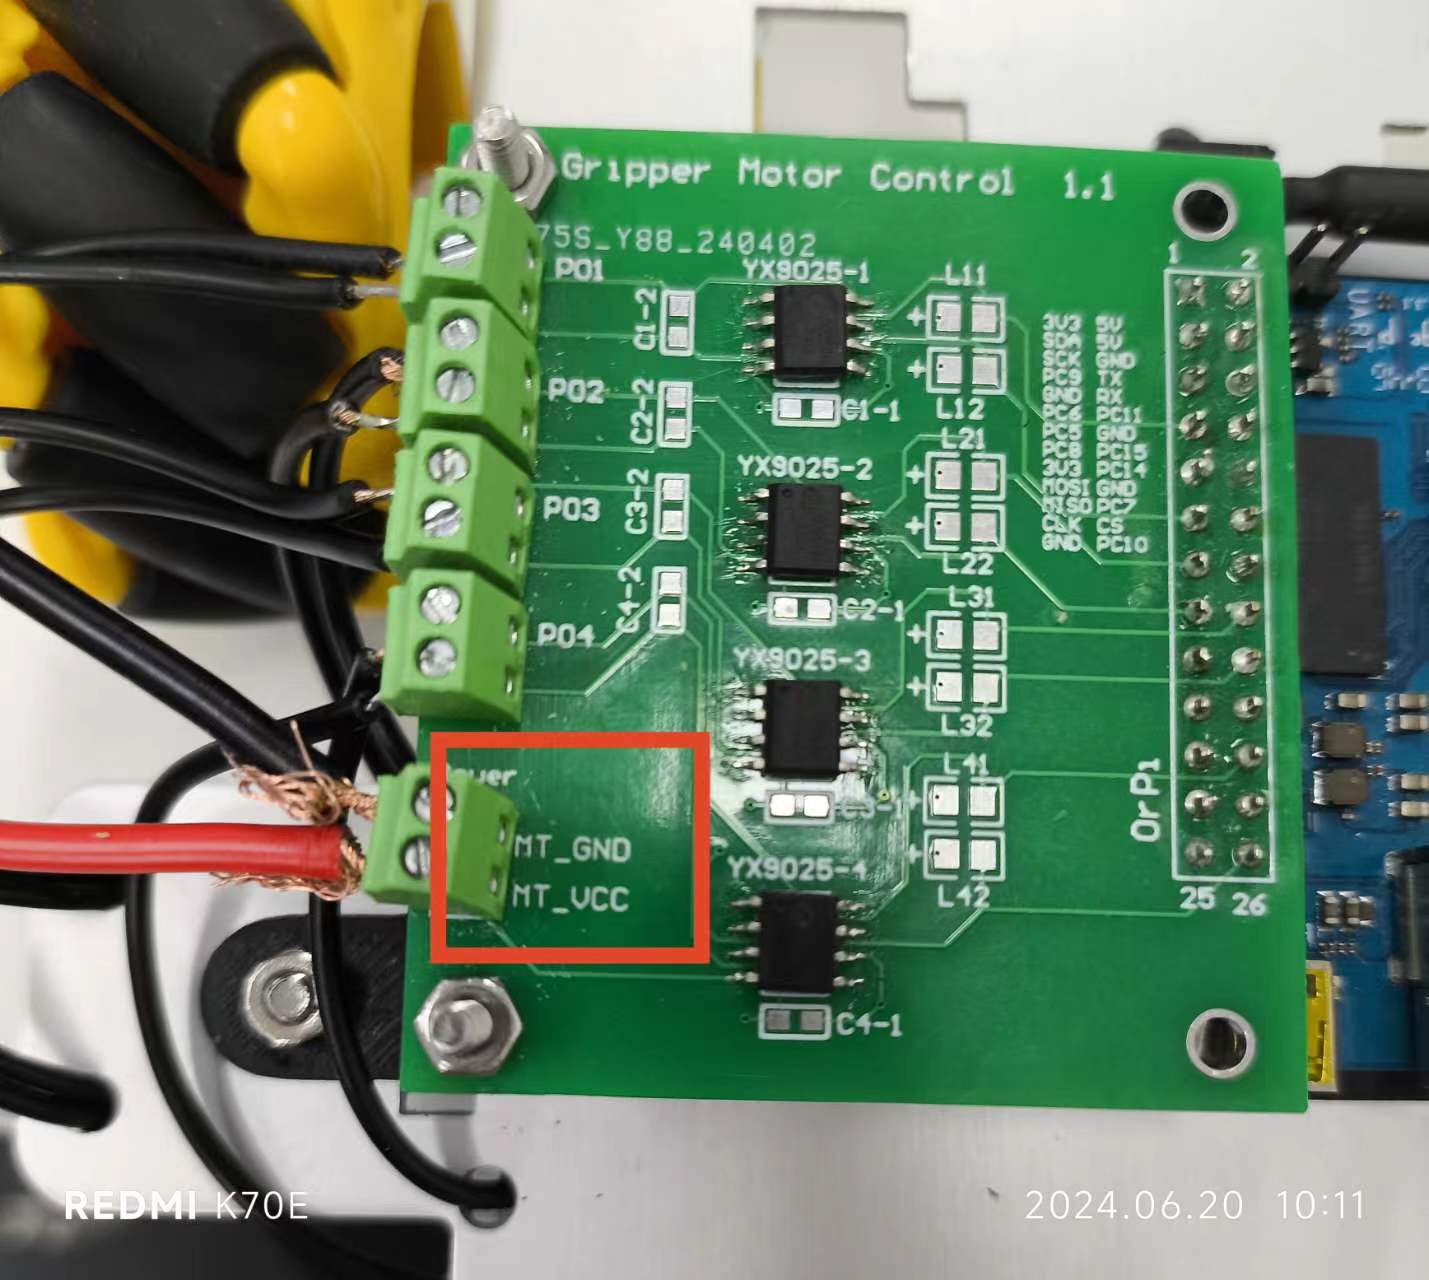 Gripper Motor Control 1.1
75S_Y88_240402
P01
YX9025-1
L11
1
2
C1-2
L12
C1-1
3V3 5V
SDA 5V
SCK GND
PC9 TX
GND RX
PC6 PC11
PC5 GND
PC8 PC15
3V3 PC14
MOSI GND
MISO PC7
CLK CS
GND PC10
P02
C2-2
YX9025-2
L21
L22
C2-1
P03
C3-2
YX9025-3
L31
L32
P04
C4-2
YX9025-4
L41
L42
C4-1
MT_GND
MT_VCC
OrP1
25
26
UART
REDMI K70E
2024.06.20 10:11